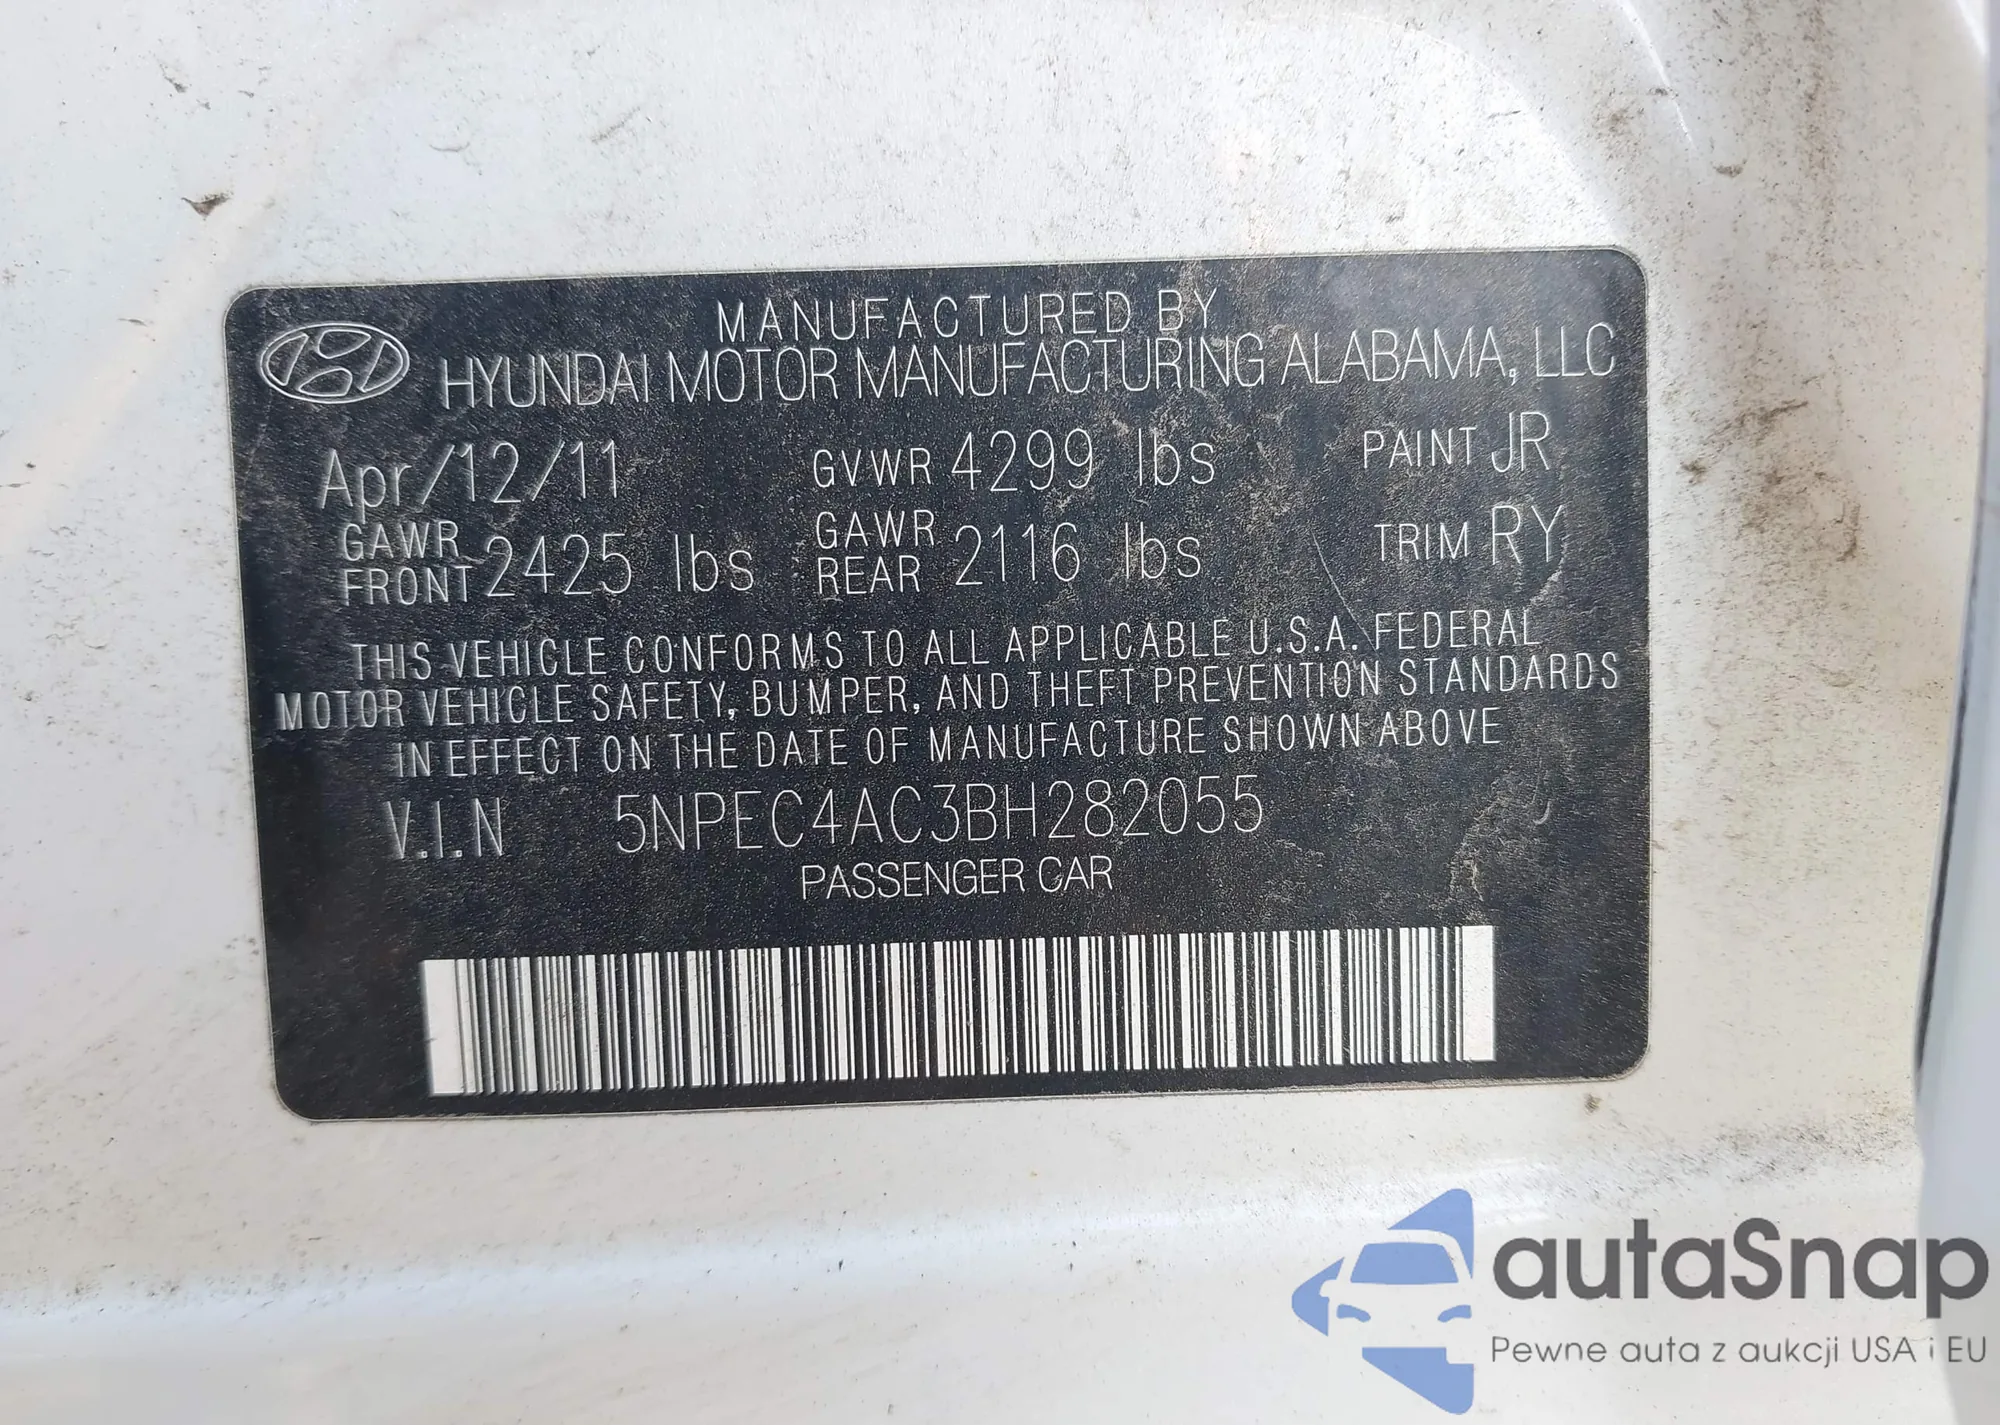 MANUFACTURED BY
HYUNDAI MOTOR MANUFACTURING ALABAMA, LLC
Apr/12/11 GVWR 4299 lbs PAINT JR
GAWR FRONT 2425 lbs GAWR REAR 2116 lbs TRIM RY
THIS VEHICLE CONFORMS TO ALL APPLICABLE U.S.A. FEDERAL
MOTOR VEHICLE SAFETY, BUMPER, AND THEFT PREVENTION STANDARDS
IN EFFECT ON THE DATE OF MANUFACTURE SHOWN ABOVE
V.I.N 5NPEC4AC3BH282055
PASSENGER CAR
autaSnap
Pewne auta z aukcji USA i EU